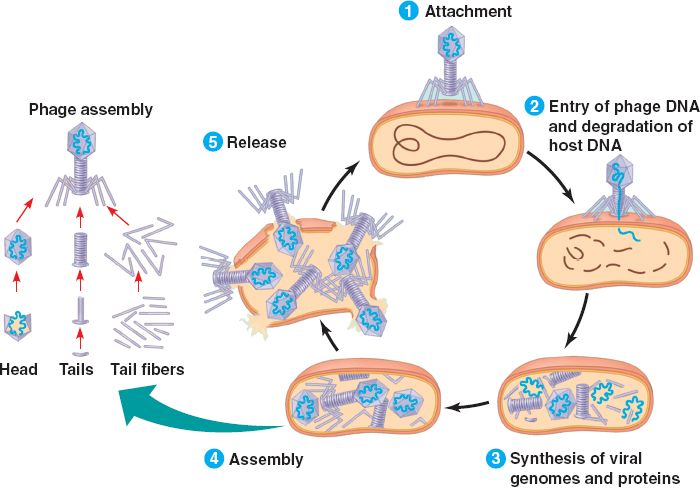 1 Attachment
2 Entry of phage DNA
and degradation of
host DNA
3 Synthesis of viral
genomes and proteins
4 Assembly
5 Release
Phage assembly
Head Tails Tail fibers